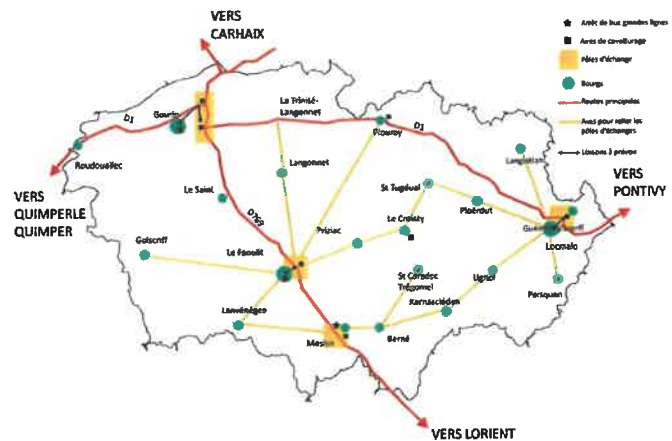 VERS
CARHAIX
Arrêt de bus grandes lignes
Aires de covoiturage
Pôles d'échange
Bourgs
Routes principales
Axes pour relier les
pôles d'échanges
Liaisons à prévoir
La Trinité-
Langonnet
Gourin
D1
Plouray
D1
Roudouallec
Langonnet
Langoëlan
VERS
QUIMPERLE
QUIMPER
Le Saint
St Tugdual
VERS
PONTIVY
Ploërdut
D769
Le Croisty
Priziac
Locmalo
Guiscriff
Le Faouët
St Caradec
Trégomel
Lignol
Persquen
Kernascléden
Lanvénégen
Meslan
Berné
VERS LORIENT